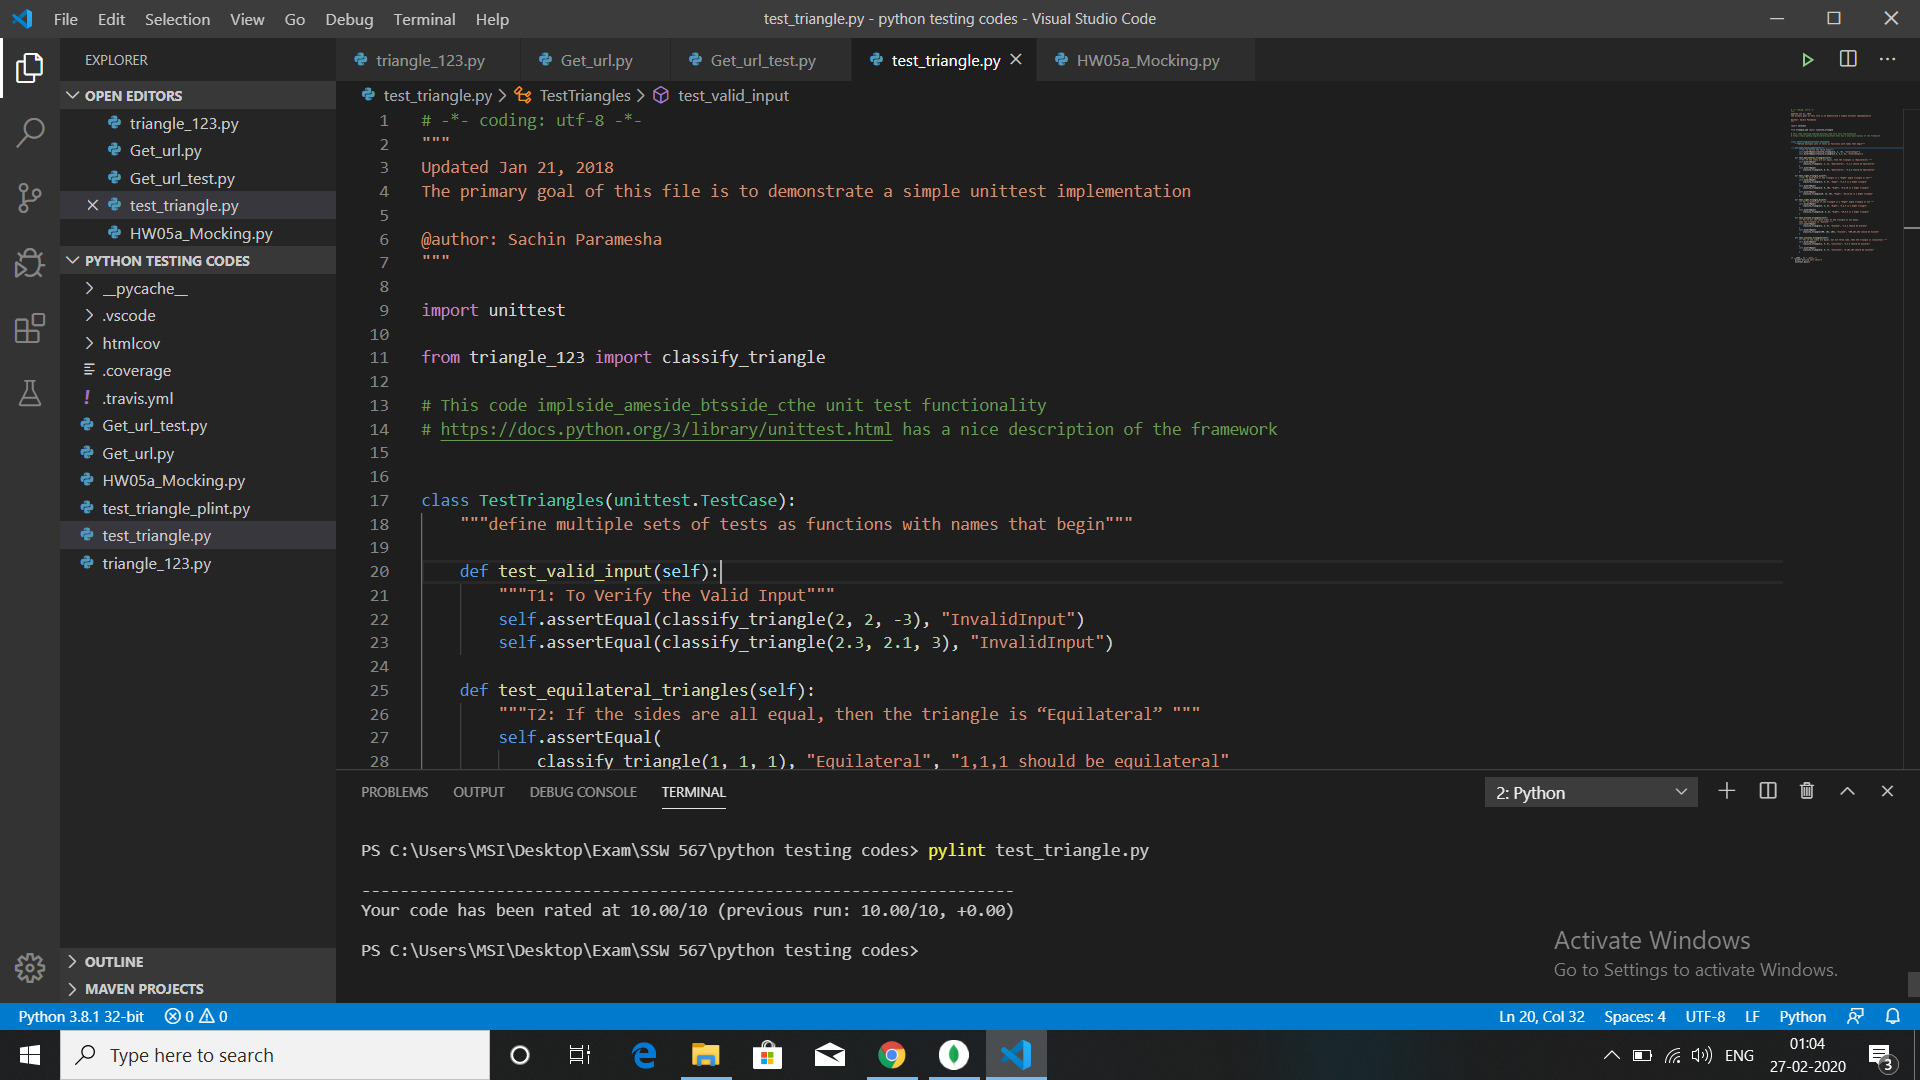 File Edit Selection View Go Debug Terminal Help
test_triangle.py - python testing codes - Visual Studio Code
EXPLORER
OPEN EDITORS
triangle_123.py
Get_url.py
Get_url_test.py
test_triangle.py
HW05a_Mocking.py
PYTHON TESTING CODES
__pycache__
.vscode
htmlcov
.coverage
.travis.yml
Get_url_test.py
Get_url.py
HW05a_Mocking.py
test_triangle_plint.py
test_triangle.py
triangle_123.py
OUTLINE
MAVEN PROJECTS
triangle_123.py Get_url.py Get_url_test.py test_triangle.py HW05a_Mocking.py
test_triangle.py > TestTriangles > test_valid_input
1 # -*- coding: utf-8 -*-
2 """
3 Updated Jan 21, 2018
4 The primary goal of this file is to demonstrate a simple unittest implementation
5
6 @author: Sachin Paramesha
7 """
8
9 import unittest
10
11 from triangle_123 import classify_triangle
12
13 # This code implside_ameside_btsside_cthe unit test functionality
14 # https://docs.python.org/3/library/unittest.html has a nice description of the framework
15
16
17 class TestTriangles(unittest.TestCase):
18 """define multiple sets of tests as functions with names that begin"""
19
20 def test_valid_input(self):
21 """T1: To Verify the Valid Input"""
22 self.assertEqual(classify_triangle(2, 2, -3), "InvalidInput")
23 self.assertEqual(classify_triangle(2.3, 2.1, 3), "InvalidInput")
24
25 def test_equilateral_triangles(self):
26 """T2: If the sides are all equal, then the triangle is “Equilateral” """
27 self.assertEqual(
28 classify_triangle(1, 1, 1), "Equilateral", "1,1,1 should be equilateral"
PROBLEMS OUTPUT DEBUG CONSOLE TERMINAL
2: Python
PS C:\Users\MSI\Desktop\Exam\SSW 567\python testing codes> pylint test_triangle.py
--------------------------------------------------------------------
Your code has been rated at 10.00/10 (previous run: 10.00/10, +0.00)
PS C:\Users\MSI\Desktop\Exam\SSW 567\python testing codes>
Activate Windows
Go to Settings to activate Windows.
Python 3.8.1 32-bit 0 0
Ln 20, Col 32 Spaces: 4 UTF-8 LF Python
Type here to search
ENG
01:04
27-02-2020
3